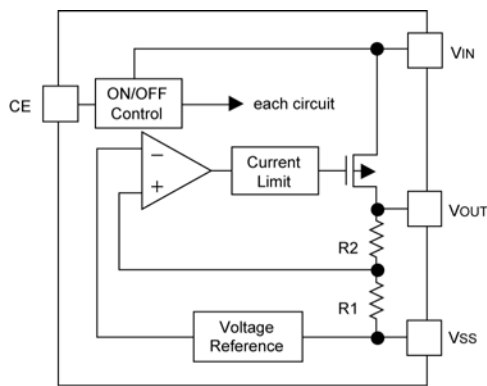 VIN
ON/OFF
Control
CE
each circuit
−
+
Current
Limit
VOUT
R2
R1
Voltage
Reference
VSS